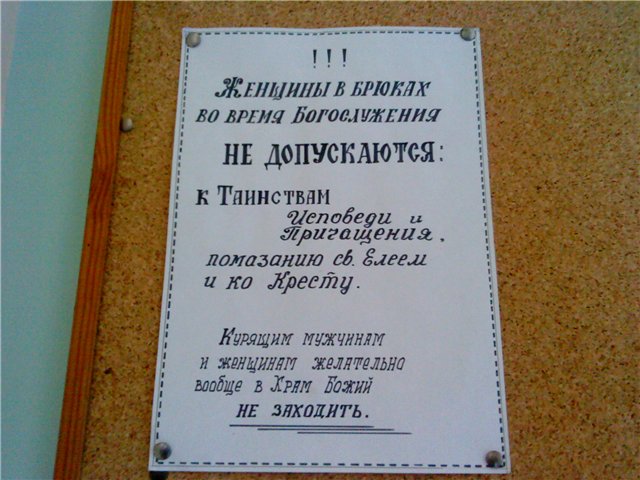 !!!
Женщины в брюках
во время Богослужения
НЕ ДОПУСКАЮТСЯ:
к Таинствам
Исповеди и
Причащения,
помазанию св. Елеем
и ко Кресту.
Курящим мужчинам
и женщинам желательно
вообще в Храм Божий
НЕ ЗАХОДИТЬ.